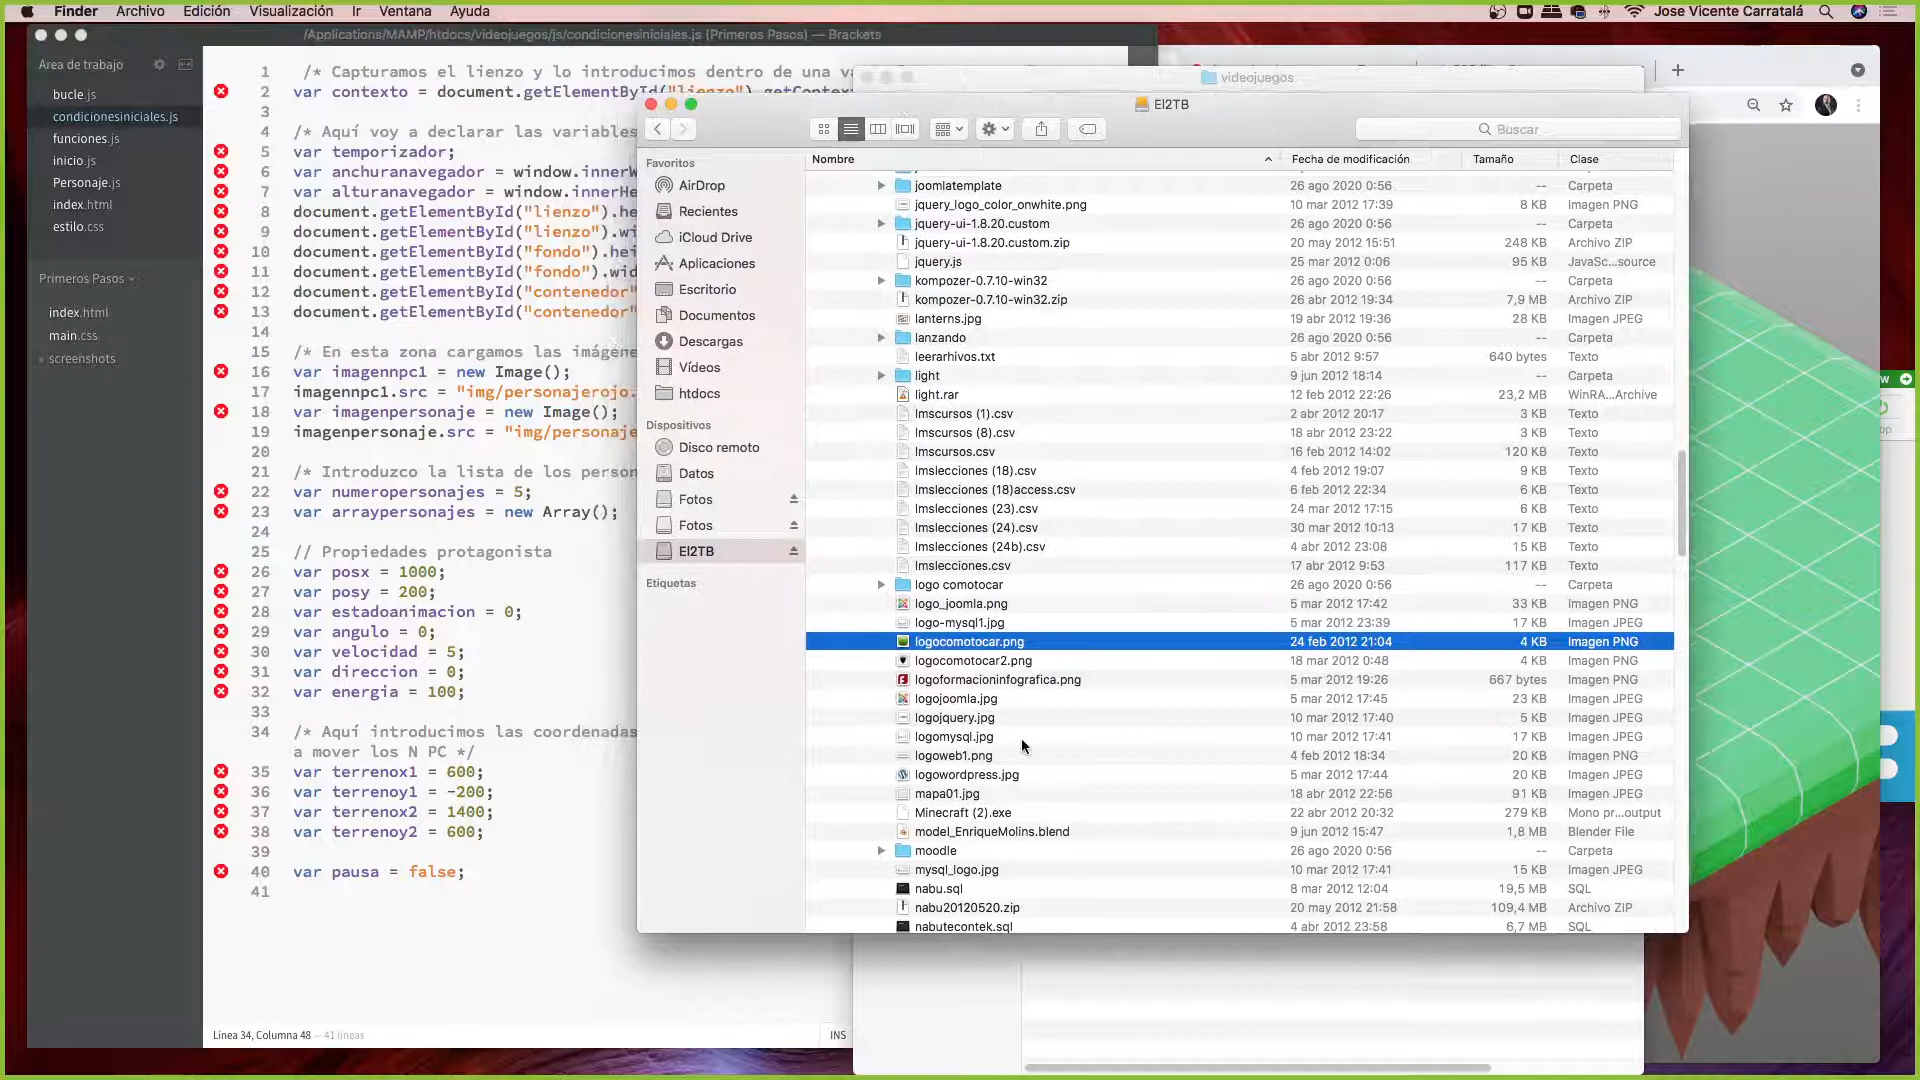 Finder Archivo Edición Visualización Ir Ventana Ayuda
Jose Vicente Carratalá
/Applications/MAMP/htdocs/videojuegos/js/condicionesiniciales.js (Primeros Pasos) — Brackets
Área de trabajo
bucle.js
condicionesiniciales.js
funciones.js
inicio.js
Personaje.js
index.html
estilo.css
Primeros Pasos
index.html
main.css
screenshots
1 /* Capturamos el lienzo y lo introducimos dentro de una va
2 var contexto = document.getElementById("lienzo").getContex
3
4 /* Aquí voy a declarar las variables
5 var temporizador;
6 var anchuranavegador = window.innerW
7 var alturanavegador = window.innerHe
8 document.getElementById("lienzo").he
9 document.getElementById("lienzo").wi
10 document.getElementById("fondo").hei
11 document.getElementById("fondo").wid
12 document.getElementById("contenedor"
13 document.getElementById("contenedor"
14
15 /* En esta zona cargamos las imágene
16 var imagennpc1 = new Image();
17 imagennpc1.src = "img/personajerojo.
18 var imagenpersonaje = new Image();
19 imagenpersonaje.src = "img/personaje
20
21 /* Introduzco la lista de los person
22 var numeropersonajes = 5;
23 var arraypersonajes = new Array();
24
25 // Propiedades protagonista
26 var posx = 1000;
27 var posy = 200;
28 var estadoanimacion = 0;
29 var angulo = 0;
30 var velocidad = 5;
31 var direccion = 0;
32 var energia = 100;
33
34 /* Aquí introducimos las coordenadas
a mover los N PC */
35 var terrenox1 = 600;
36 var terrenoy1 = -200;
37 var terrenox2 = 1400;
38 var terrenoy2 = 600;
39
40 var pausa = false;
41
Línea 34, Columna 48 — 41 líneas
INS
videojuegos
El2TB
Buscar
Favoritos
AirDrop
Recientes
iCloud Drive
Aplicaciones
Escritorio
Documentos
Descargas
Vídeos
htdocs
Dispositivos
Disco remoto
Datos
Fotos
Fotos
El2TB
Etiquetas
Nombre Fecha de modificación Tamaño Clase
joomlatemplate 26 ago 2020 0:56 -- Carpeta
jquery_logo_color_onwhite.png 10 mar 2012 17:39 8 KB Imagen PNG
jquery-ui-1.8.20.custom 26 ago 2020 0:56 -- Carpeta
jquery-ui-1.8.20.custom.zip 20 may 2012 15:51 248 KB Archivo ZIP
jquery.js 25 mar 2012 0:06 95 KB JavaSc...source
kompozer-0.7.10-win32 26 ago 2020 0:56 -- Carpeta
kompozer-0.7.10-win32.zip 26 abr 2012 19:34 7,9 MB Archivo ZIP
lanterns.jpg 19 abr 2012 19:36 28 KB Imagen JPEG
lanzando 26 ago 2020 0:56 -- Carpeta
leerarhivos.txt 5 abr 2012 9:57 640 bytes Texto
light 9 jun 2012 18:14 -- Carpeta
light.rar 12 feb 2012 22:26 23,2 MB WinRA...Archive
lmscursos (1).csv 2 abr 2012 20:17 3 KB Texto
lmscursos (8).csv 18 abr 2012 23:22 3 KB Texto
lmscursos.csv 16 feb 2012 14:02 120 KB Texto
lmslecciones (18).csv 4 feb 2012 19:07 9 KB Texto
lmslecciones (18)access.csv 6 feb 2012 22:34 6 KB Texto
lmslecciones (23).csv 24 mar 2012 17:15 6 KB Texto
lmslecciones (24).csv 30 mar 2012 10:13 17 KB Texto
lmslecciones (24b).csv 4 abr 2012 23:08 15 KB Texto
lmslecciones.csv 17 abr 2012 9:53 117 KB Texto
logo comotocar 26 ago 2020 0:56 -- Carpeta
logo_joomla.png 5 mar 2012 17:42 33 KB Imagen PNG
logo-mysql1.jpg 5 mar 2012 23:39 17 KB Imagen JPEG
logocomotocar.png 24 feb 2012 21:04 4 KB Imagen PNG
logocomotocar2.png 18 mar 2012 0:48 4 KB Imagen PNG
logoformacioninfografica.png 5 mar 2012 19:26 667 bytes Imagen PNG
logojoomla.jpg 5 mar 2012 17:45 23 KB Imagen JPEG
logojquery.jpg 10 mar 2012 17:40 5 KB Imagen JPEG
logomysql.jpg 10 mar 2012 17:41 17 KB Imagen JPEG
logoweb1.png 4 feb 2012 18:34 20 KB Imagen PNG
logowordpress.jpg 5 mar 2012 17:44 20 KB Imagen JPEG
mapa01.jpg 18 abr 2012 22:56 91 KB Imagen JPEG
Minecraft (2).exe 22 abr 2012 20:32 279 KB Mono pr...output
model_EnriqueMolins.blend 9 jun 2012 15:47 1,8 MB Blender File
moodle 26 ago 2020 0:56 -- Carpeta
mysql_logo.jpg 10 mar 2012 17:41 15 KB Imagen JPEG
nabu.sql 8 mar 2012 12:04 19,5 MB SQL
nabu20120520.zip 20 may 2012 21:58 109,4 MB Archivo ZIP
nabutecontek.sql 4 abr 2012 23:58 6,7 MB SQL